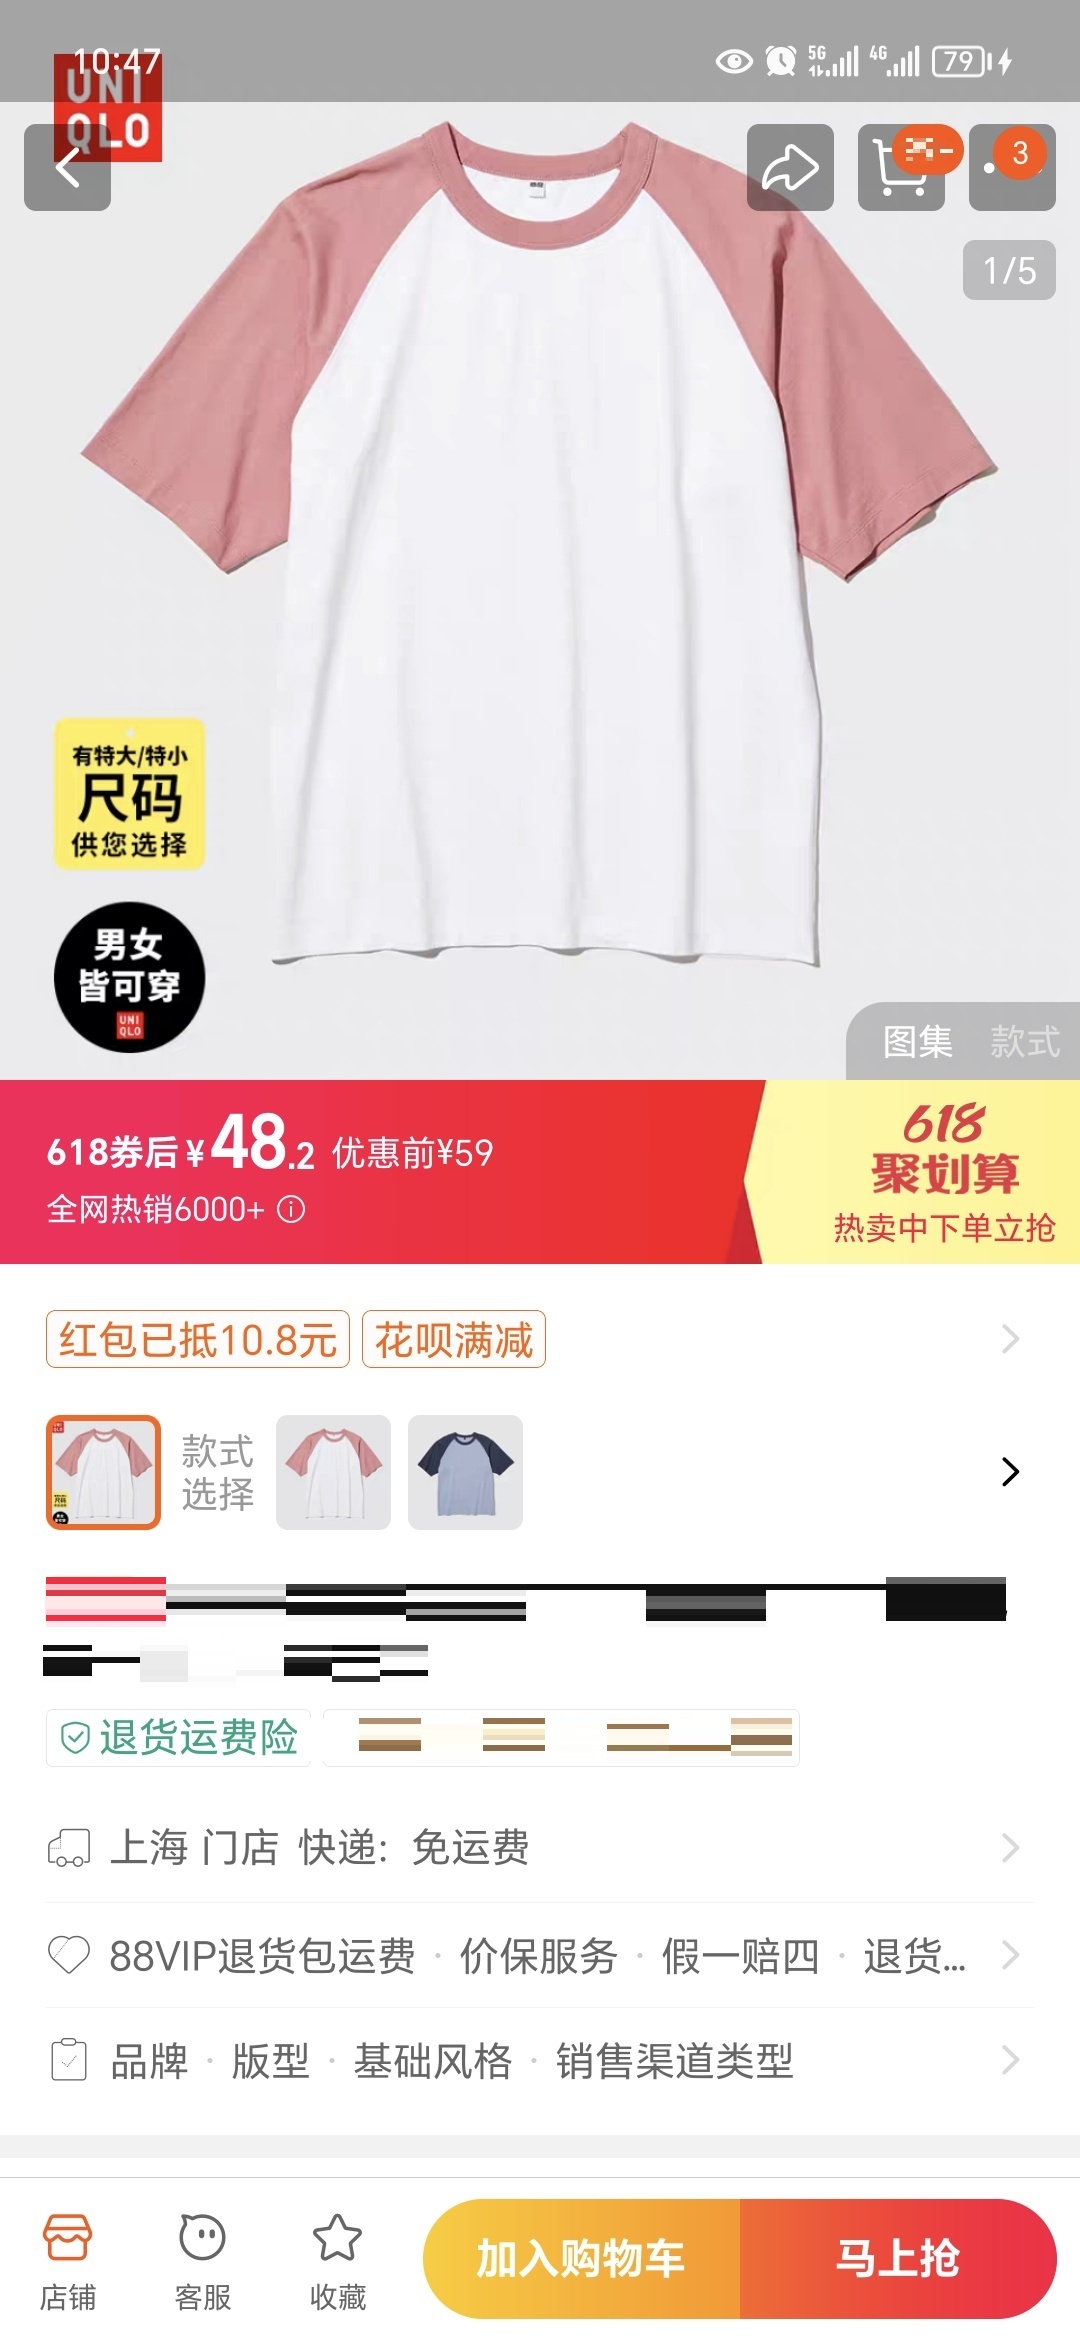 10:47
5G
4G
79
UNI
QLO
3
1/5
有特大/特小
尺码
供您选择
男女
皆可穿
UNI
QLO
图集 款式
618券后¥48.2 优惠前¥59
全网热销6000+
618
聚划算
热卖中下单立抢
红包已抵10.8元 花呗满减
款式
选择
退货运费险
上海 门店 快递: 免运费
88VIP退货包运费 · 价保服务 · 假一赔四 · 退货...
品牌 · 版型 · 基础风格 · 销售渠道类型
店铺 客服 收藏 加入购物车 马上抢